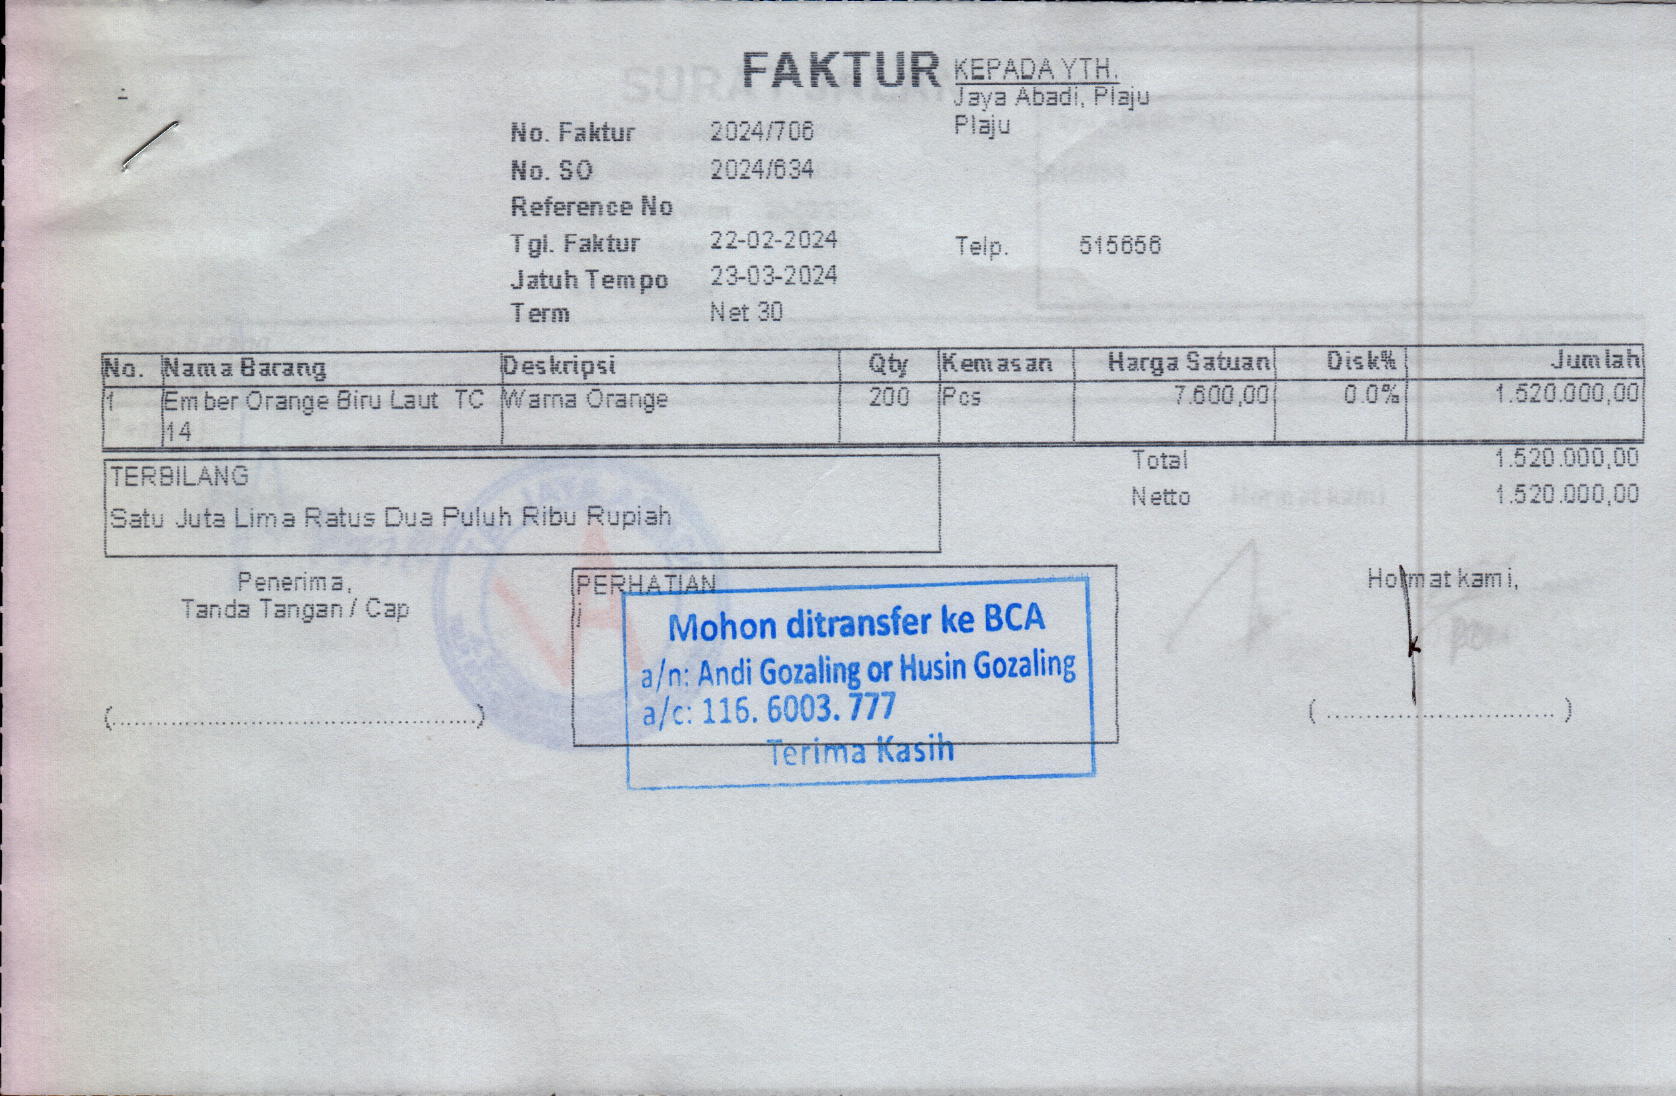 FAKTUR
KEPADA YTH.
Jaya Abadi, Plaju
Plaju
No. Faktur 2024/706
No. SO 2024/634
Reference No
Tgl. Faktur 22-02-2024
Telp. 515656
Jatuh Tempo 23-03-2024
Term Net 30
No. Nama Barang Deskripsi Qty Kemasan Harga Satuan Disk% Jumlah
1 Ember Orange Biru Laut TC Warna Orange 200 Pcs 7.600,00 0.0% 1.520.000,00
14
Total 1.520.000,00
Netto 1.520.000,00
TERBILANG
Satu Juta Lima Ratus Dua Puluh Ribu Rupiah
Penerima,
Tanda Tangan / Cap
PERHATIAN
Mohon ditransfer ke BCA
a/n: Andi Gozaling or Husin Gozaling
a/c: 116. 6003. 777
Terima Kasih
Hormat kami,